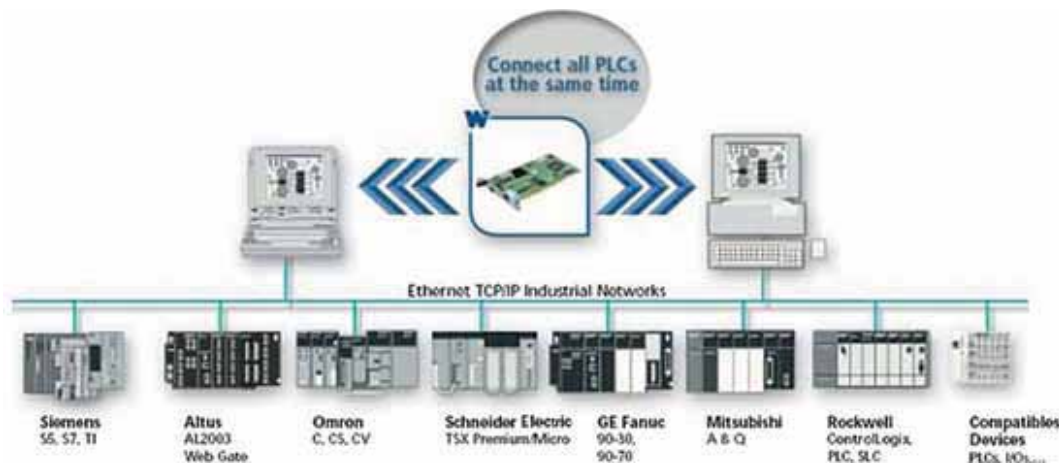 Connect all PLCs
at the same time
W
Ethernet TCP/IP Industrial Networks
Siemens
S5, S7, TI
Altus
AL2003
Web Gate
Omron
C, CS, CV
Schneider Electric
TSX Premium/Micro
GE Fanuc
90-30,
90-70
Mitsubishi
A & Q
Rockwell
ControlLogix,
PLC, SLC
Compatibles
Devices
PLCs, I/Os,...